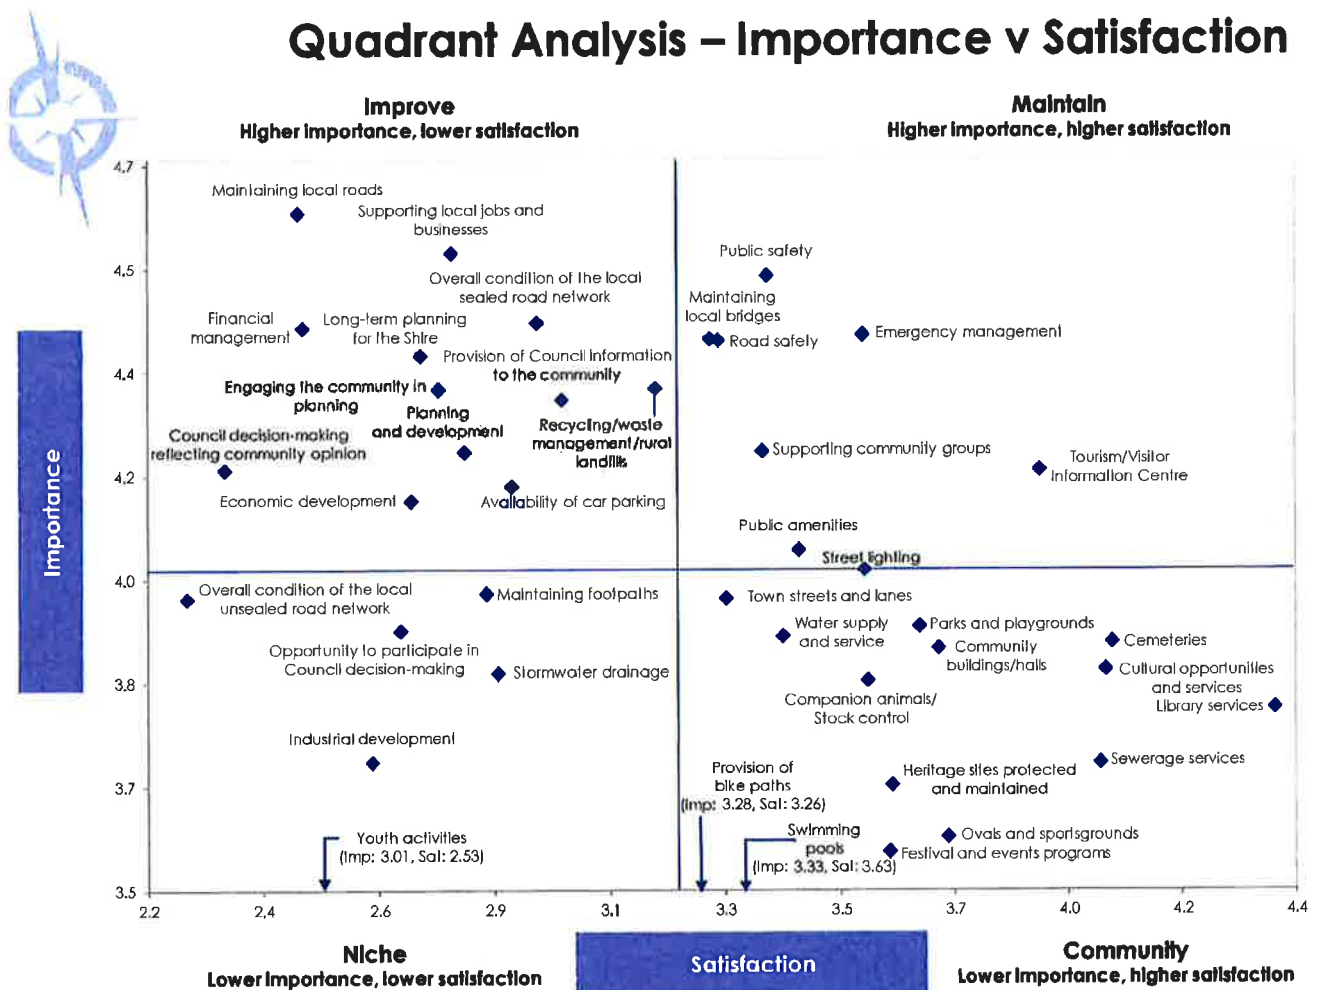 Quadrant Analysis – Importance v Satisfaction
Improve
Higher importance, lower satisfaction
Maintain
Higher importance, higher satisfaction
4.7
4.5
4.4
4.2
4.0
3.8
3.7
3.5
Importance
Maintaining local roads
Supporting local jobs and
businesses
Overall condition of the local
sealed road network
Financial
management
Long-term planning
for the Shire
Provision of Council information
to the community
Engaging the community in
planning
Planning
and development
Recycling/waste
management/rural
landfills
Council decision-making
reflecting community opinion
Economic development
Availability of car parking
Public safety
Maintaining
local bridges
Road safety
Emergency management
Supporting community groups
Tourism/Visitor
Information Centre
Public amenities
Street lighting
Overall condition of the local
unsealed road network
Maintaining footpaths
Opportunity to participate in
Council decision-making
Stormwater drainage
Industrial development
Youth activities
(Imp: 3.01, Sat: 2.53)
Town streets and lanes
Water supply
and service
Parks and playgrounds
Community
buildings/halls
Cemeteries
Cultural opportunities
and services
Library services
Companion animals/
Stock control
Sewerage services
Provision of
bike paths
(Imp: 3.28, Sat: 3.26)
Heritage sites protected
and maintained
Swimming
pools
(Imp: 3.33, Sat: 3.63)
Ovals and sportsgrounds
Festival and events programs
2.2
2.4
2.6
2.9
3.1
3.3
3.5
3.7
4.0
4.2
4.4
Niche
Lower importance, lower satisfaction
Satisfaction
Community
Lower importance, higher satisfaction